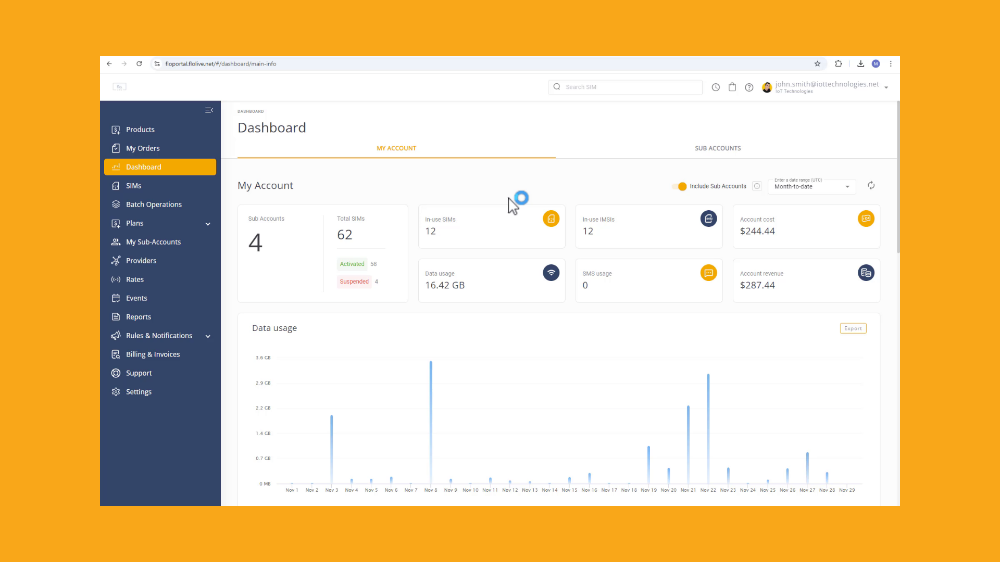 floportal.flolive.net/#/dashboard/main-info
M
flo.
Search SIM
john.smith@iottechnologies.net
IoT Technologies
Products
My Orders
Dashboard
SIMs
Batch Operations
Plans
My Sub-Accounts
Providers
Rates
Events
Reports
Rules & Notifications
Billing & Invoices
Support
Settings
DASHBOARD
Dashboard
MY ACCOUNT
SUB ACCOUNTS
My Account
Include Sub Accounts
Enter a date range (UTC)
Month-to-date
Sub Accounts
4
Total SIMs
62
Activated 58
Suspended 4
In-use SIMs
12
In-use IMSIs
12
IMSI
Account cost
$244.44
Data usage
16.42 GB
SMS usage
0
Account revenue
$287.44
Data usage
Export
3.6 GB
2.9 GB
2.2 GB
1.4 GB
0.7 GB
0 MB
Nov 1 Nov 2 Nov 3 Nov 4 Nov 5 Nov 6 Nov 7 Nov 8 Nov 9 Nov 10 Nov 11 Nov 12 Nov 13 Nov 14 Nov 15 Nov 16 Nov 17 Nov 18 Nov 19 Nov 20 Nov 21 Nov 22 Nov 23 Nov 24 Nov 25 Nov 26 Nov 27 Nov 28 Nov 29